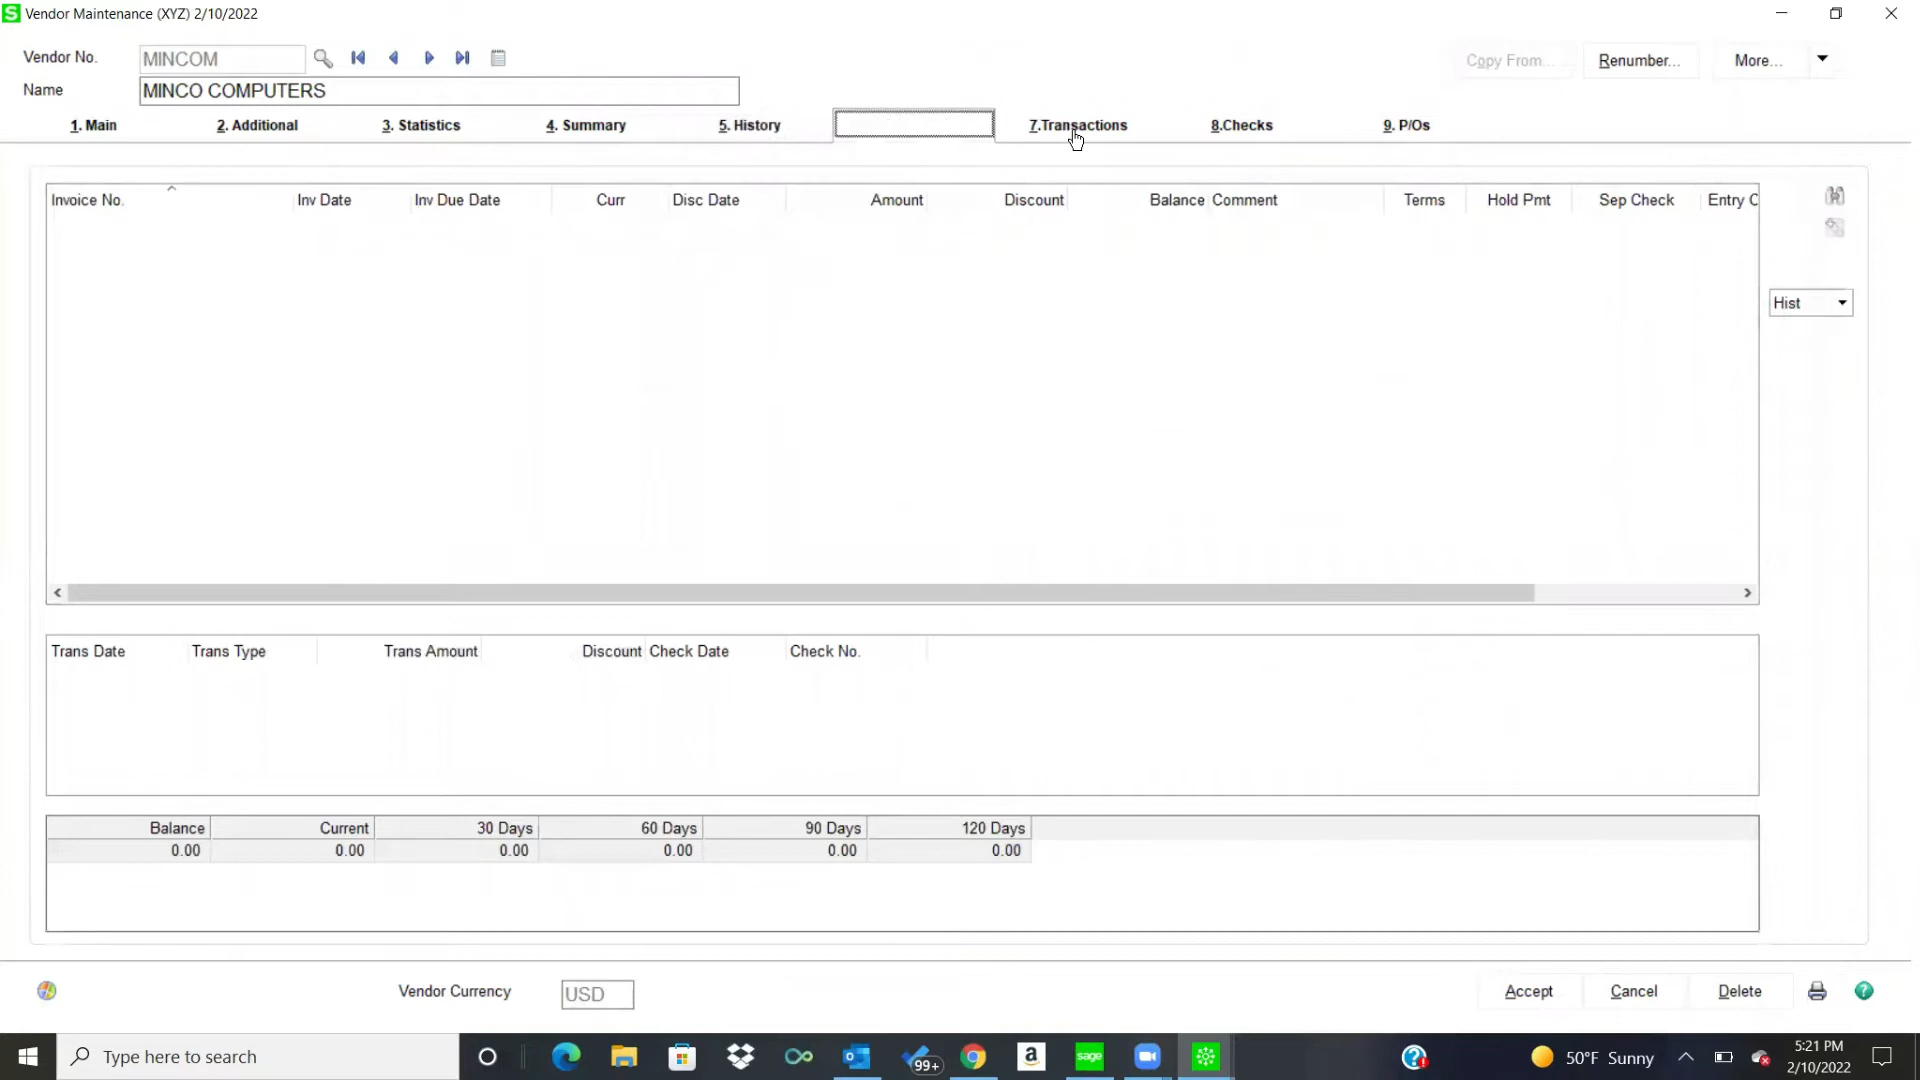 S Vendor Maintenance (XYZ) 2/10/2022
Vendor No. MINCOM Copy From... Renumber... More...
Name MINCO COMPUTERS
1. Main 2. Additional 3. Statistics 4. Summary 5. History 7.Transactions 8.Checks 9. P/Os
Invoice No. Inv Date Inv Due Date Curr Disc Date Amount Discount Balance Comment Terms Hold Pmt Sep Check Entry C
Hist
Trans Date Trans Type Trans Amount Discount Check Date Check No.
Balance Current 30 Days 60 Days 90 Days 120 Days
0.00 0.00 0.00 0.00 0.00 0.00
Vendor Currency USD Accept Cancel Delete
Type here to search 99+ sage 50°F Sunny 5:21 PM
2/10/2022